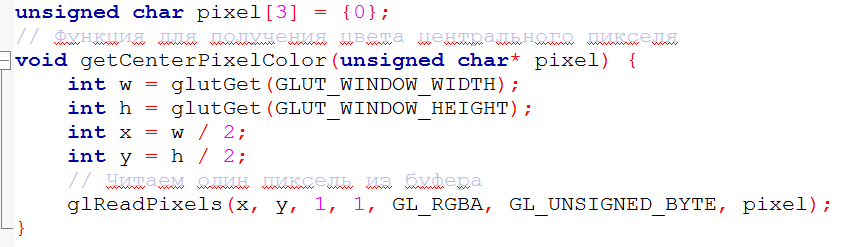 unsigned char pixel[3] = {0};
// Функция для получения цвета центрального пикселя
void getCenterPixelColor(unsigned char* pixel) {
    int w = glutGet(GLUT_WINDOW_WIDTH);
    int h = glutGet(GLUT_WINDOW_HEIGHT);
    int x = w / 2;
    int y = h / 2;
    // Читаем один пиксель из буфера
    glReadPixels(x, y, 1, 1, GL_RGBA, GL_UNSIGNED_BYTE, pixel);
}